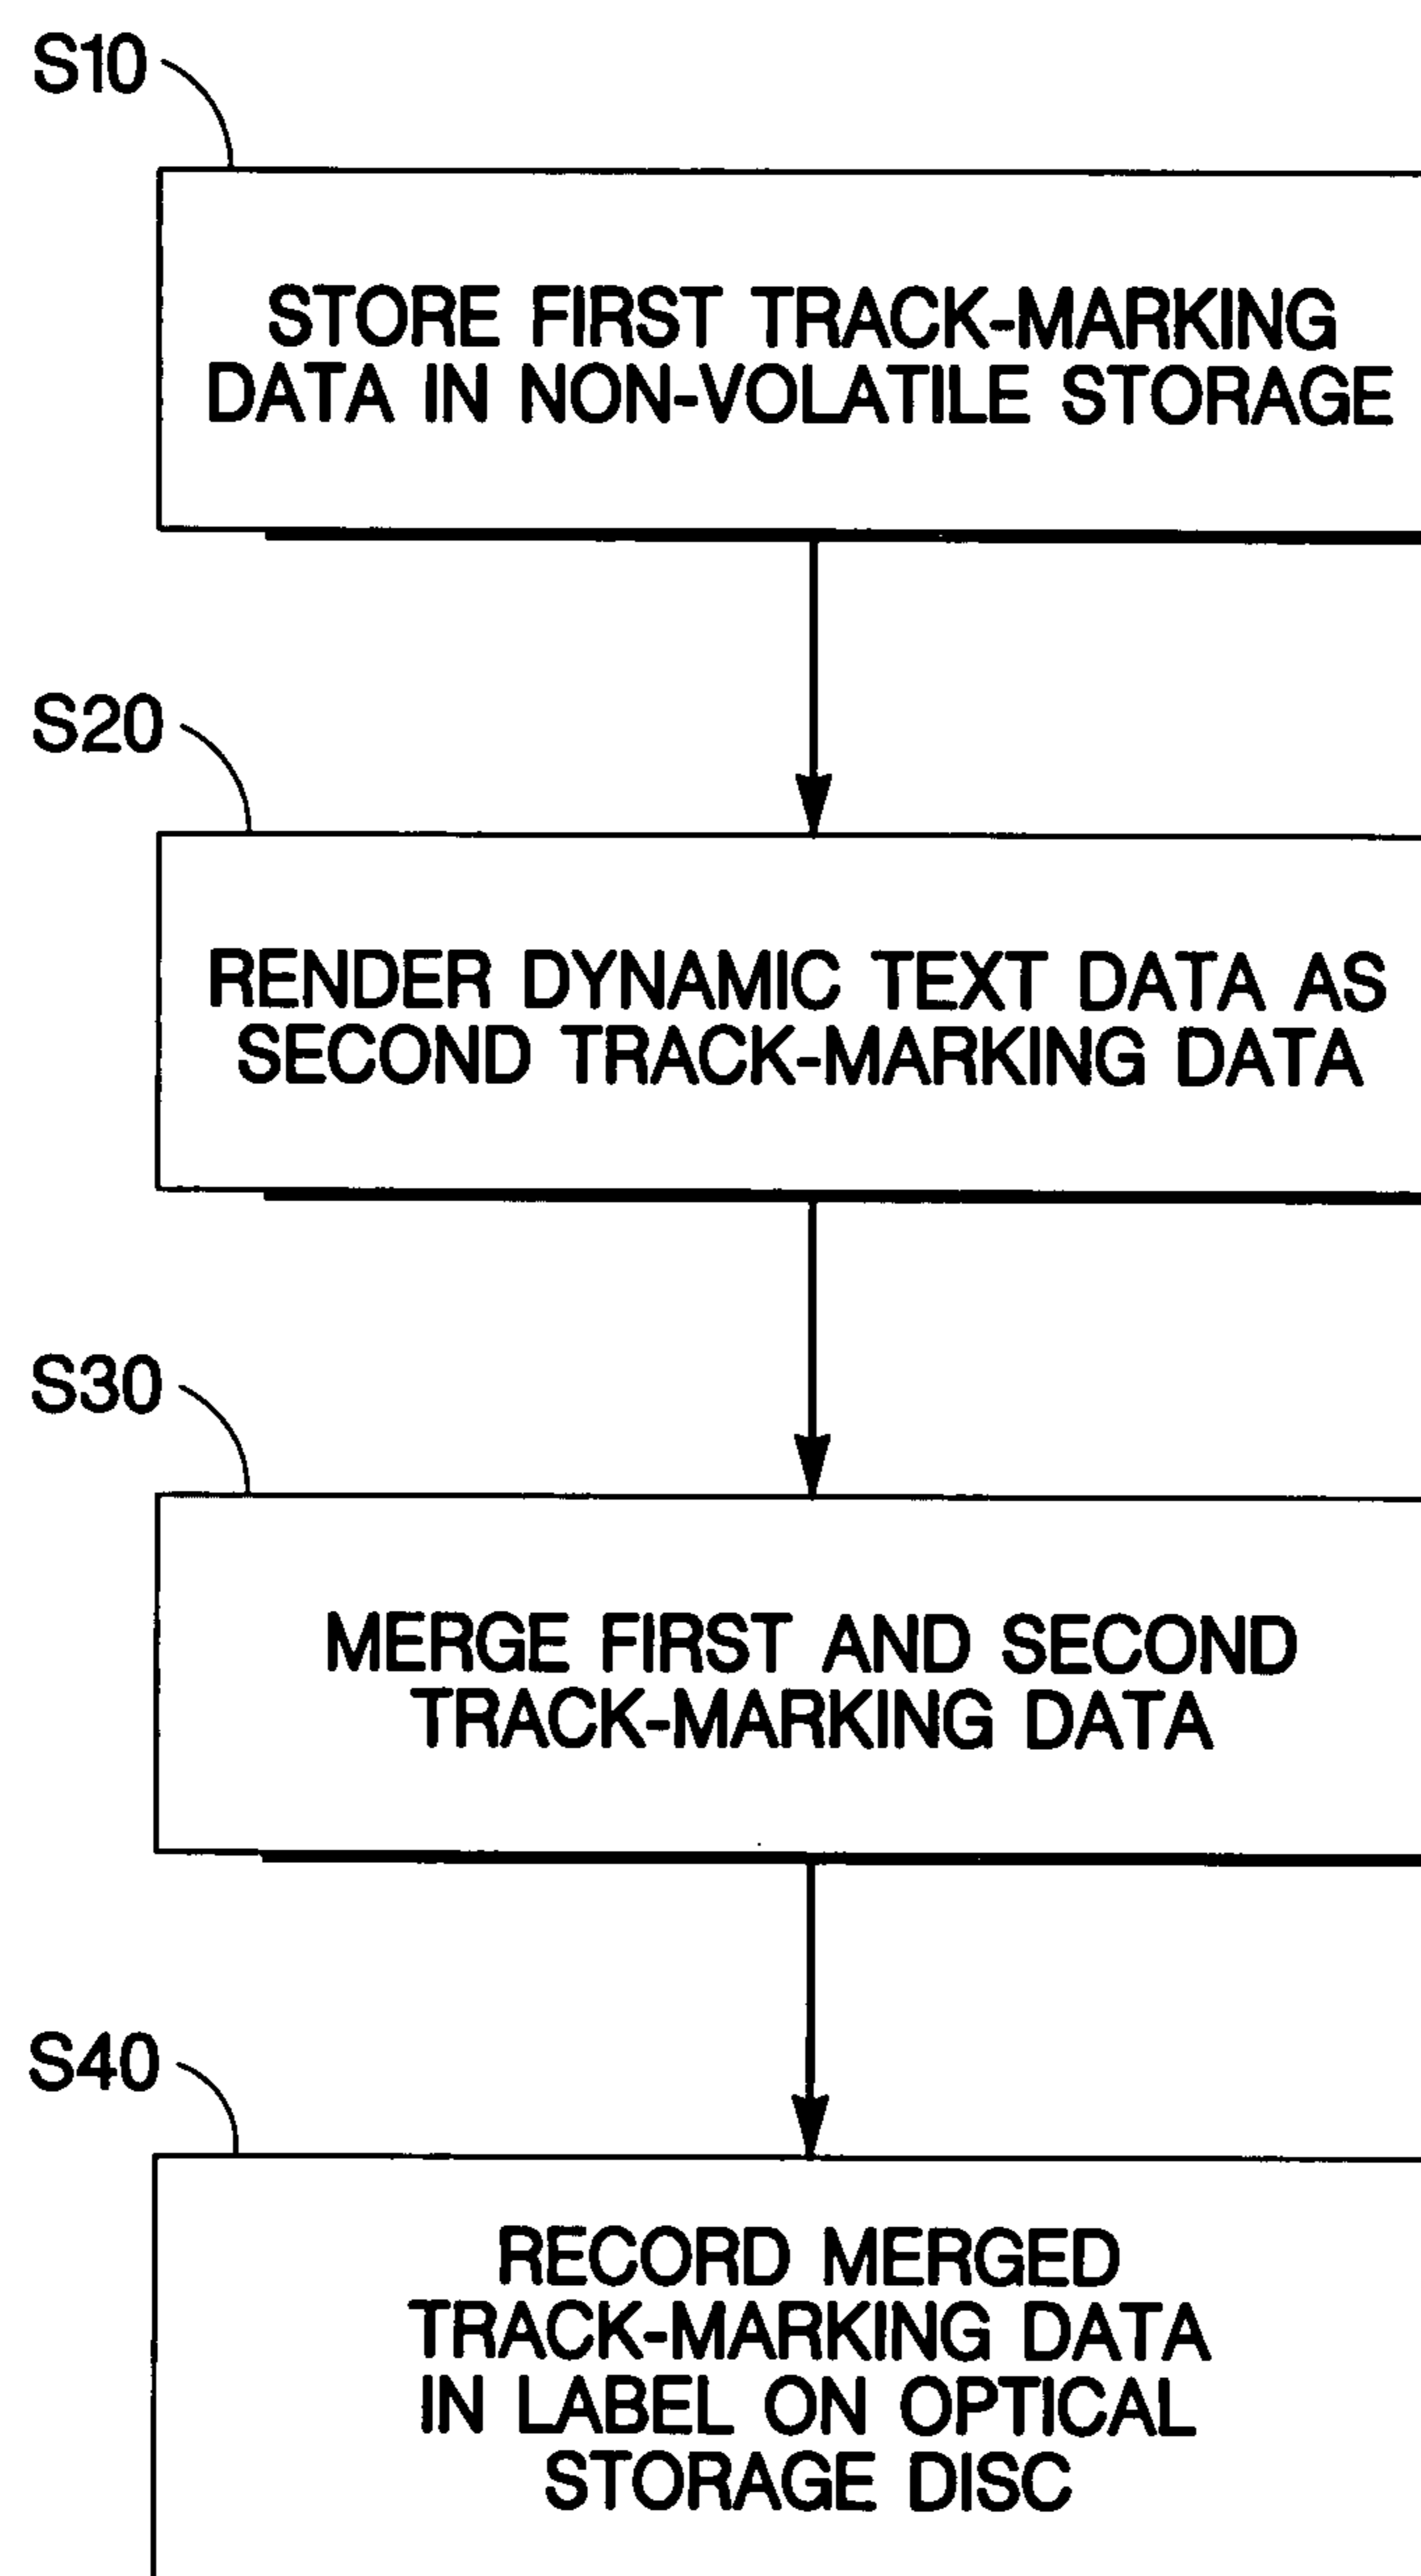 S10
STORE FIRST TRACK-MARKING
DATA IN NON-VOLATILE STORAGE
S20
RENDER DYNAMIC TEXT DATA AS
SECOND TRACK-MARKING DATA
S30
MERGE FIRST AND SECOND
TRACK-MARKING DATA
S40
RECORD MERGED
TRACK-MARKING DATA
IN LABEL ON OPTICAL
STORAGE DISC